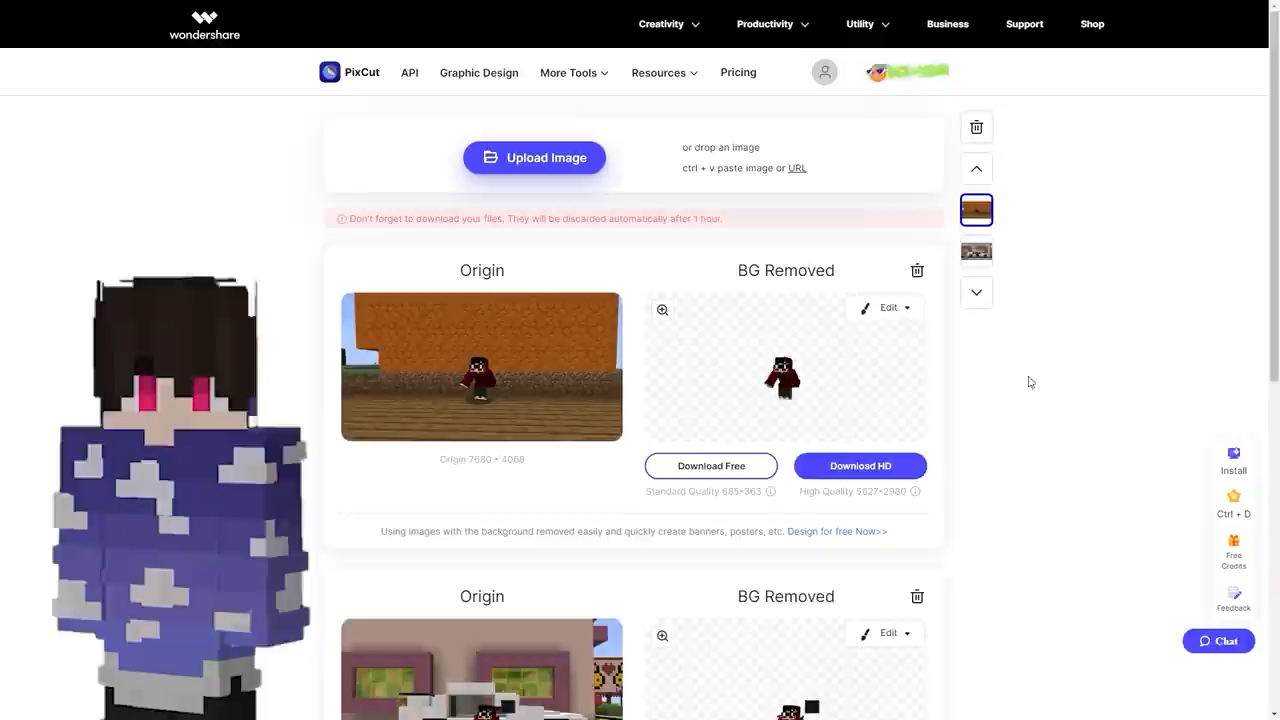 wondershare
Creativity
Productivity
Utility
Business
Support
Shop
PixCut
API
Graphic Design
More Tools
Resources
Pricing
Upload Image
or drop an image
ctrl + v paste image or URL
Don't forget to download your files. They will be discarded automatically after 1 hour.
Origin
BG Removed
Edit
Origin 7680 * 4068
Download Free
Download HD
Standard Quality 685*363
High Quality 5627*2980
Using images with the background removed easily and quickly create banners, posters, etc. Design for free Now>>
Origin
BG Removed
Edit
Install
Ctrl + D
Free
Credits
Feedback
Chat